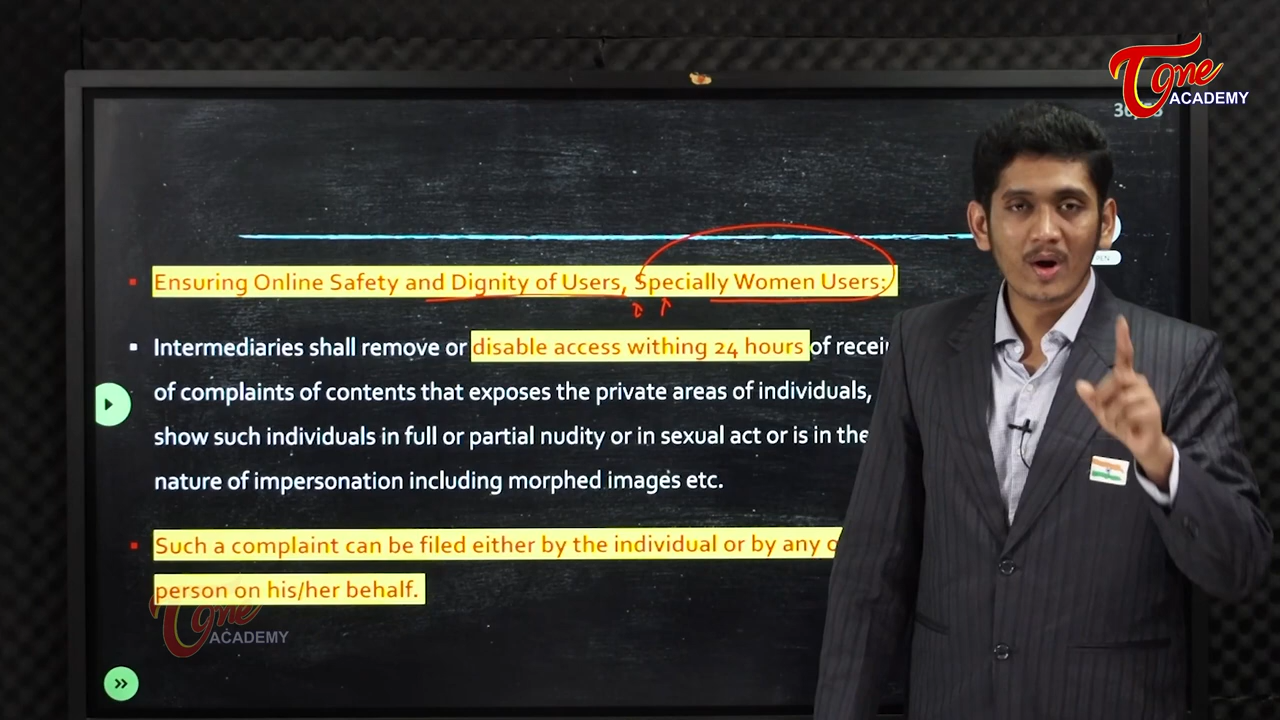 Tone
ACADEMY
Ensuring Online Safety and Dignity of Users, Specially Women Users:
Intermediaries shall remove or disable access withing 24 hours of
of complaints of contents that exposes the private areas of individuals,
show such individuals in full or partial nudity or in sexual act or is in the
nature of impersonation including morphed images etc.
Such a complaint can be filed either by the individual or by any
person on his/her behalf.
Tone
ACADEMY